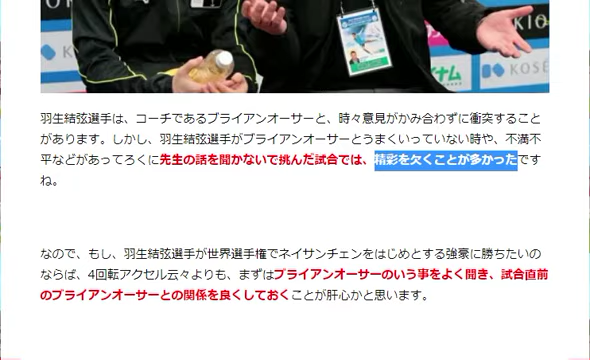 KOSÉ
羽生結弦選手は、コーチであるブライアンオーサーと、時々意見がかみ合わずに衝突すること
があります。しかし、羽生結弦選手がブライアンオーサーとうまくいっていない時や、不満不
平などがあってろくに先生の話を聞かないで挑んだ試合では、精彩を欠くことが多かったです
ね。
なので、もし、羽生結弦選手が世界選手権でネイサンチェンをはじめとする強豪に勝ちたいの
ならば、4回転アクセル云々よりも、まずはブライアンオーサーのいう事をよく聞き、試合直前
のブライアンオーサーとの関係を良くしておくことが肝心かと思います。